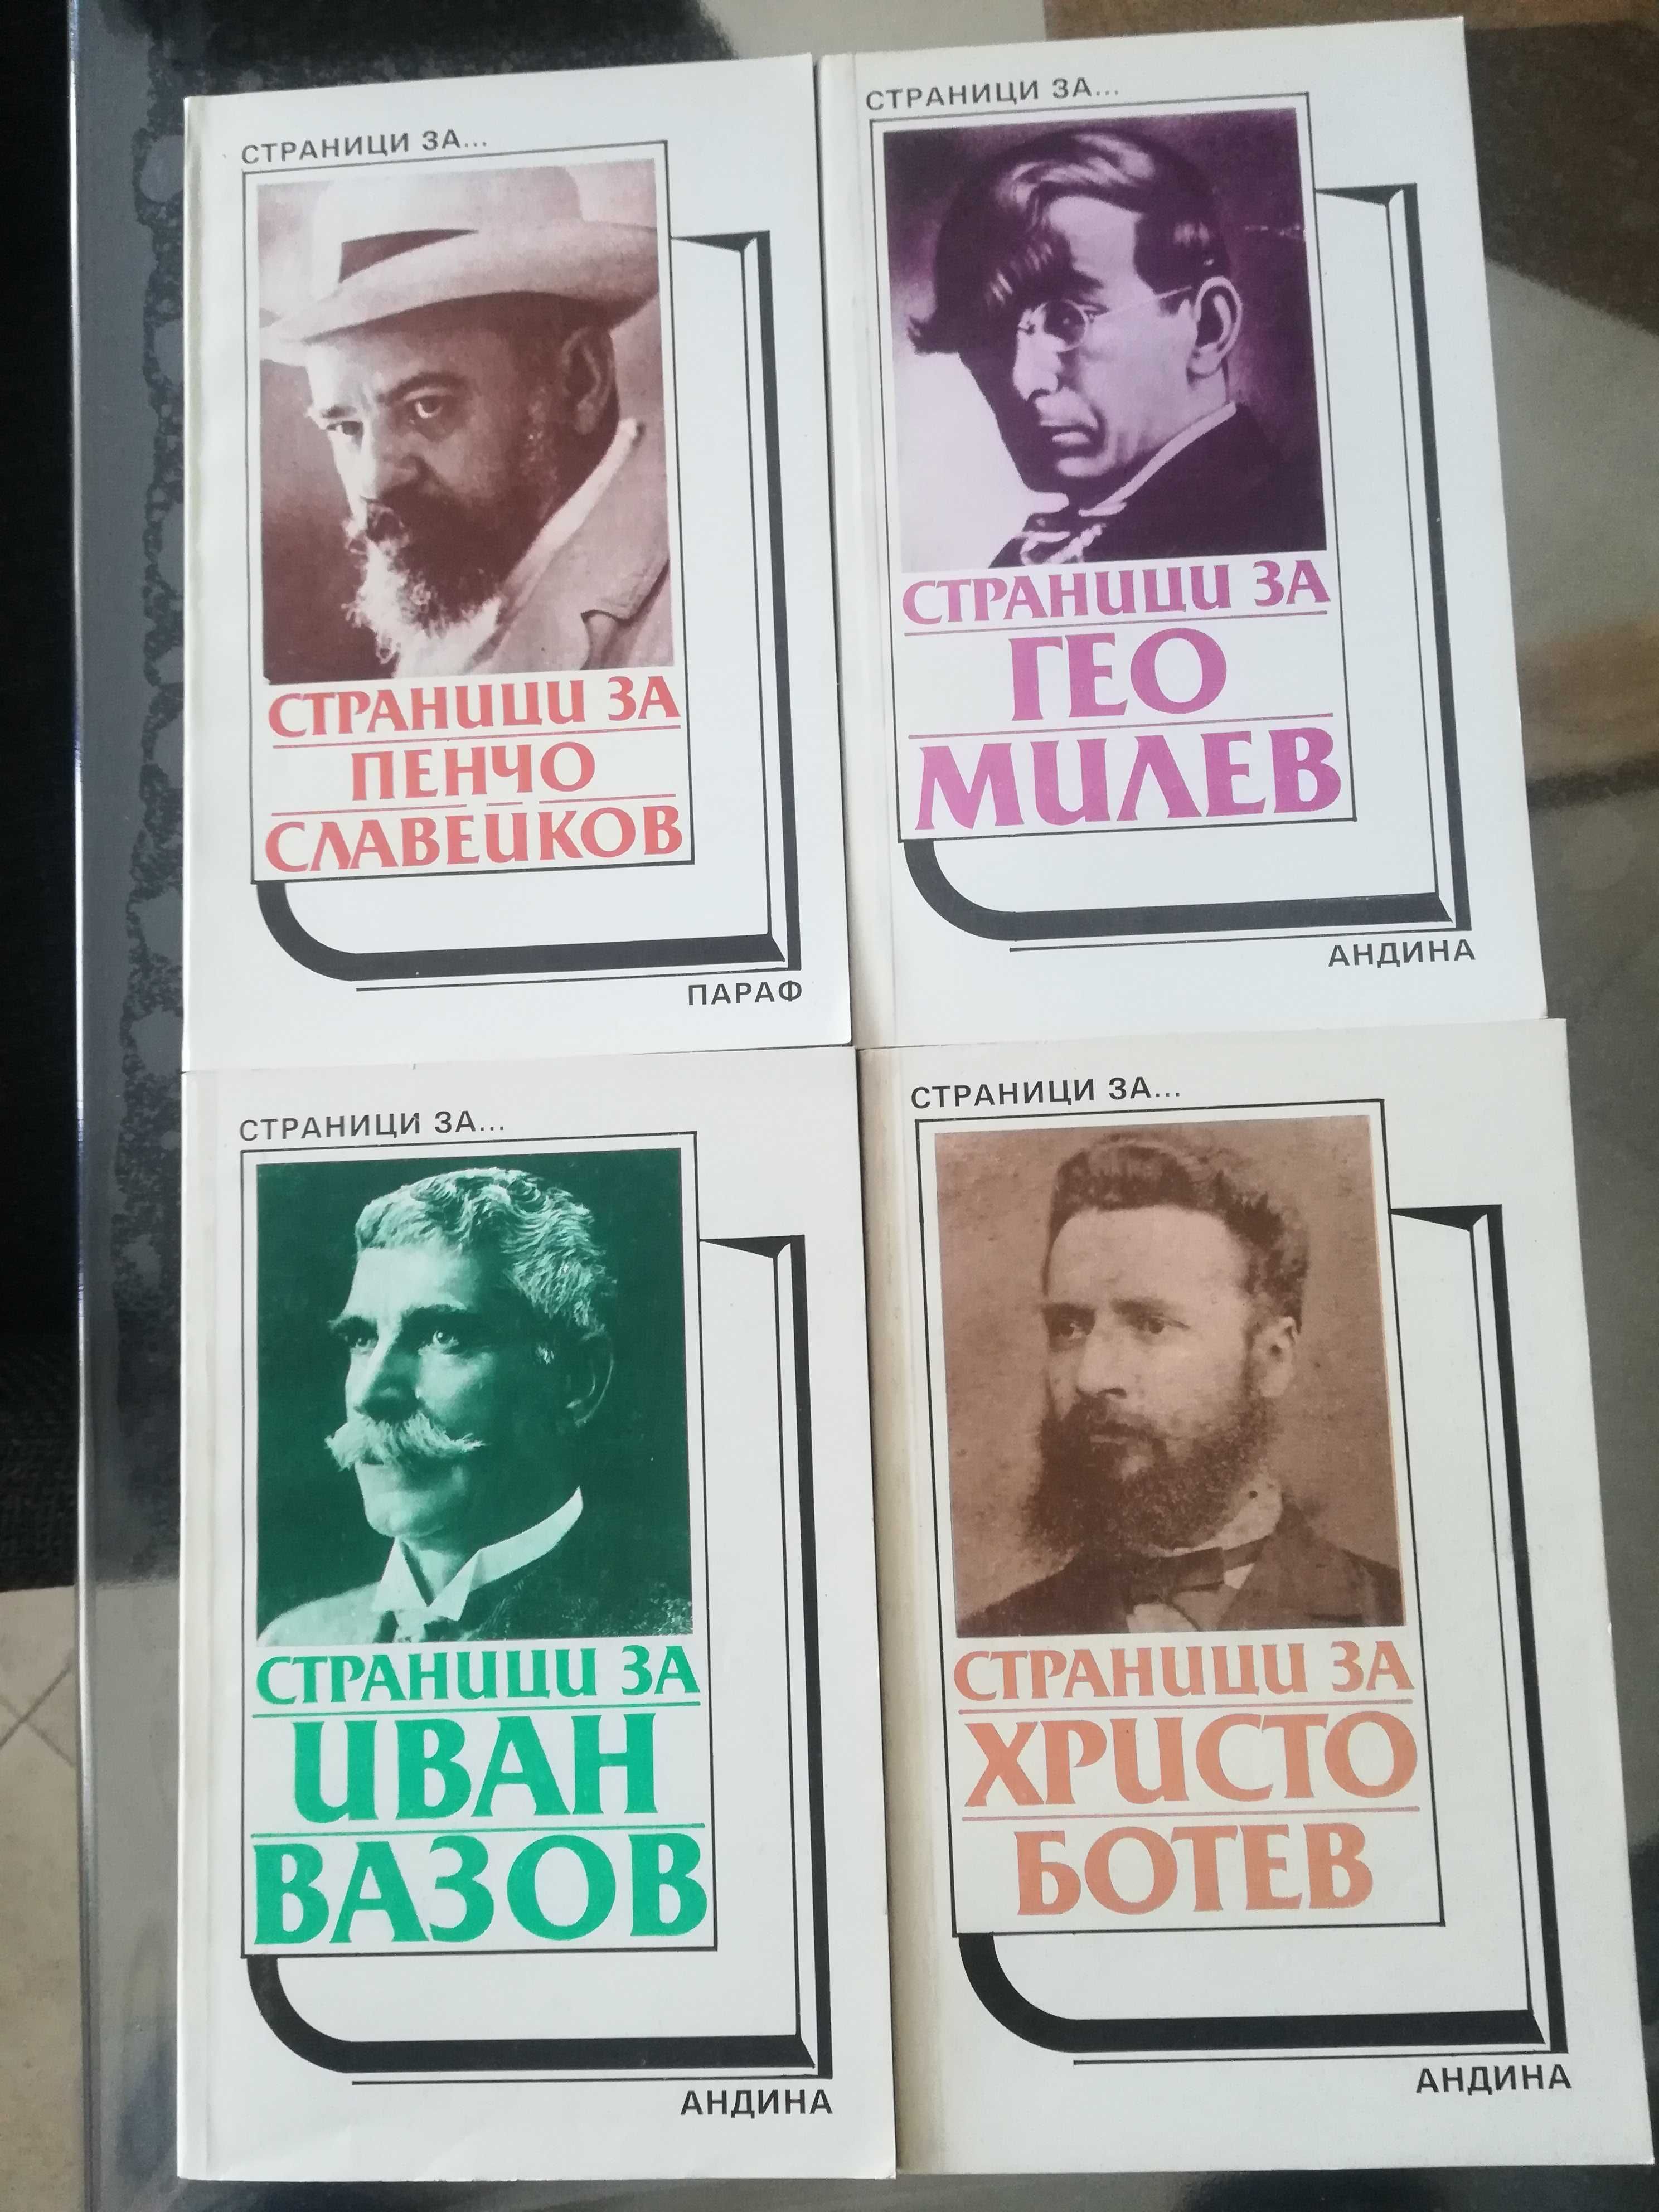 СТРАНИЦИ ЗА...
СТРАНИЦИ ЗА
ПЕНЧО
СЛАВЕЙКОВ
ПАРАФ
СТРАНИЦИ ЗА...
СТРАНИЦИ ЗА
ГЕО
МИЛЕВ
АНДИНА
СТРАНИЦИ ЗА...
СТРАНИЦИ ЗА
ИВАН
ВАЗОВ
АНДИНА
СТРАНИЦИ ЗА...
СТРАНИЦИ ЗА
ХРИСТО
БОТЕВ
АНДИНА